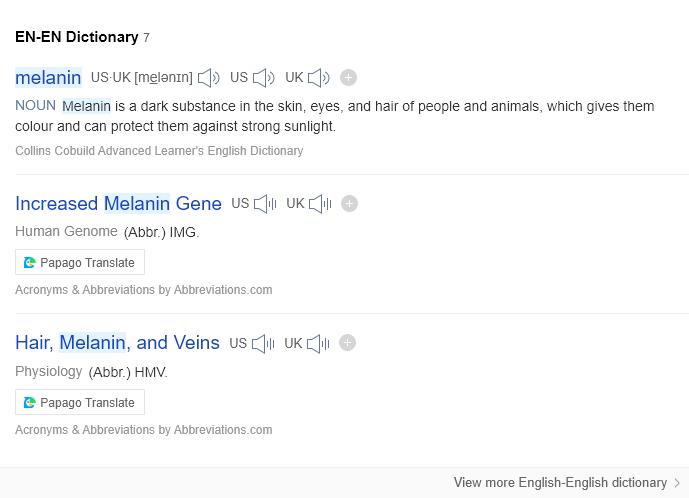 EN-EN Dictionary 7
melanin US·UK [melənɪn] US UK
NOUN Melanin is a dark substance in the skin, eyes, and hair of people and animals, which gives them
colour and can protect them against strong sunlight.
Collins Cobuild Advanced Learner's English Dictionary
Increased Melanin Gene US UK
Human Genome (Abbr.) IMG.
Papago Translate
Acronyms & Abbreviations by Abbreviations.com
Hair, Melanin, and Veins US UK
Physiology (Abbr.) HMV.
Papago Translate
Acronyms & Abbreviations by Abbreviations.com
View more English-English dictionary